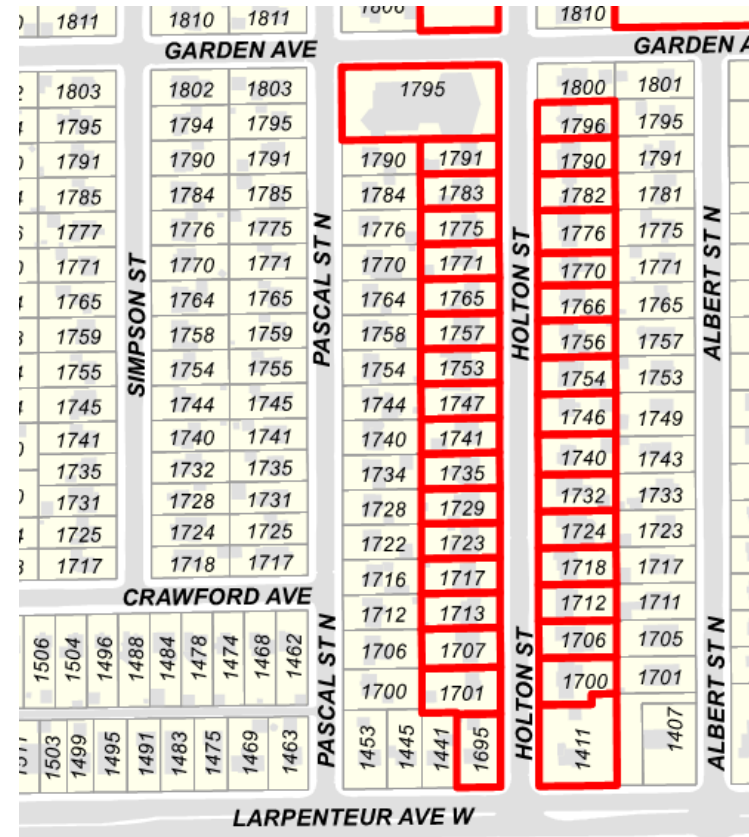 1811 1810 1811 1810
GARDEN AVE
1803 1802 1803 1795 1800 1801
1795 1794 1795 1796 1795
1791 1790 1791 1790 1791 1790 1791
1785 1784 1785 1784 1783 1782 1781
1777 1776 1775 1776 1775 1776 1775
1771 1770 1771 1770 1771 1770 1771
1765 1764 1765 1764 1765 1766 1765
1759 1758 1759 1758 1757 1756 1757
1755 1754 1755 1754 1753 1754 1753
1745 1744 1745 1744 1747 1746 1749
1741 1740 1741 1740 1741 1740 1743
1735 1732 1735 1734 1735 1732 1733
1731 1728 1731 1728 1729 1724 1723
1725 1724 1725 1722 1723 1718 1717
1717 1718 1717 1716 1717 1712 1711
SIMPSON ST
PASCAL ST N
HOLTON ST
ALBERT ST N
CRAWFORD AVE
1712 1713 1706 1705
1706 1707 1700 1701
1700 1701
1506 1504 1496 1488 1484 1478 1474 1468 1462
PASCAL ST N
HOLTON ST
ALBERT ST N
1503 1499 1495 1491 1483 1475 1469 1463 1453 1445 1441 1695 1411 1407
LARPENTEUR AVE W